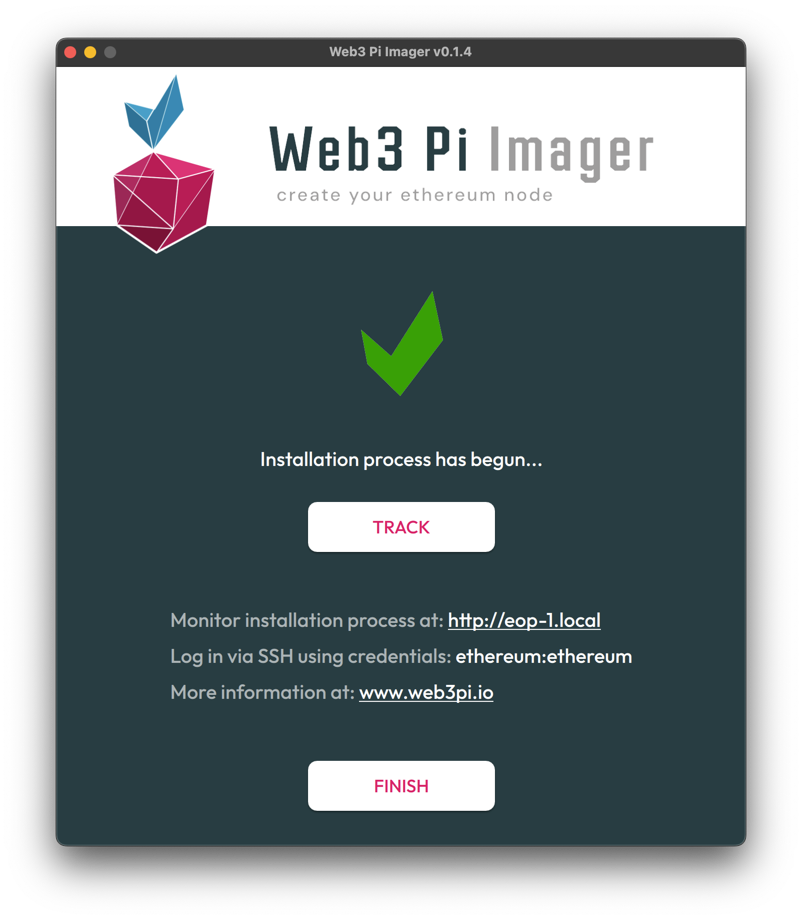 Web3 Pi Imager v0.1.4
Web3 Pi Imager
create your ethereum node
Installation process has begun...
TRACK
Monitor installation process at: http://eop-1.local
Log in via SSH using credentials: ethereum:ethereum
More information at: www.web3pi.io
FINISH